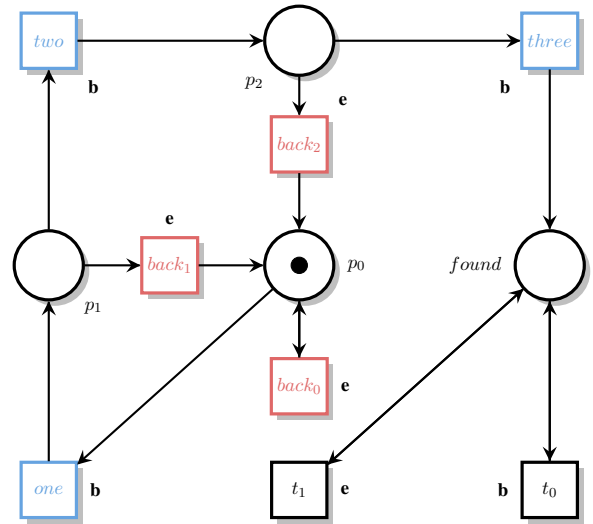 two
three
b
p₂
e
b
back₂
e
back₁
p₀
found
p₁
back₀
e
one
b
t₁
e
b
t₀